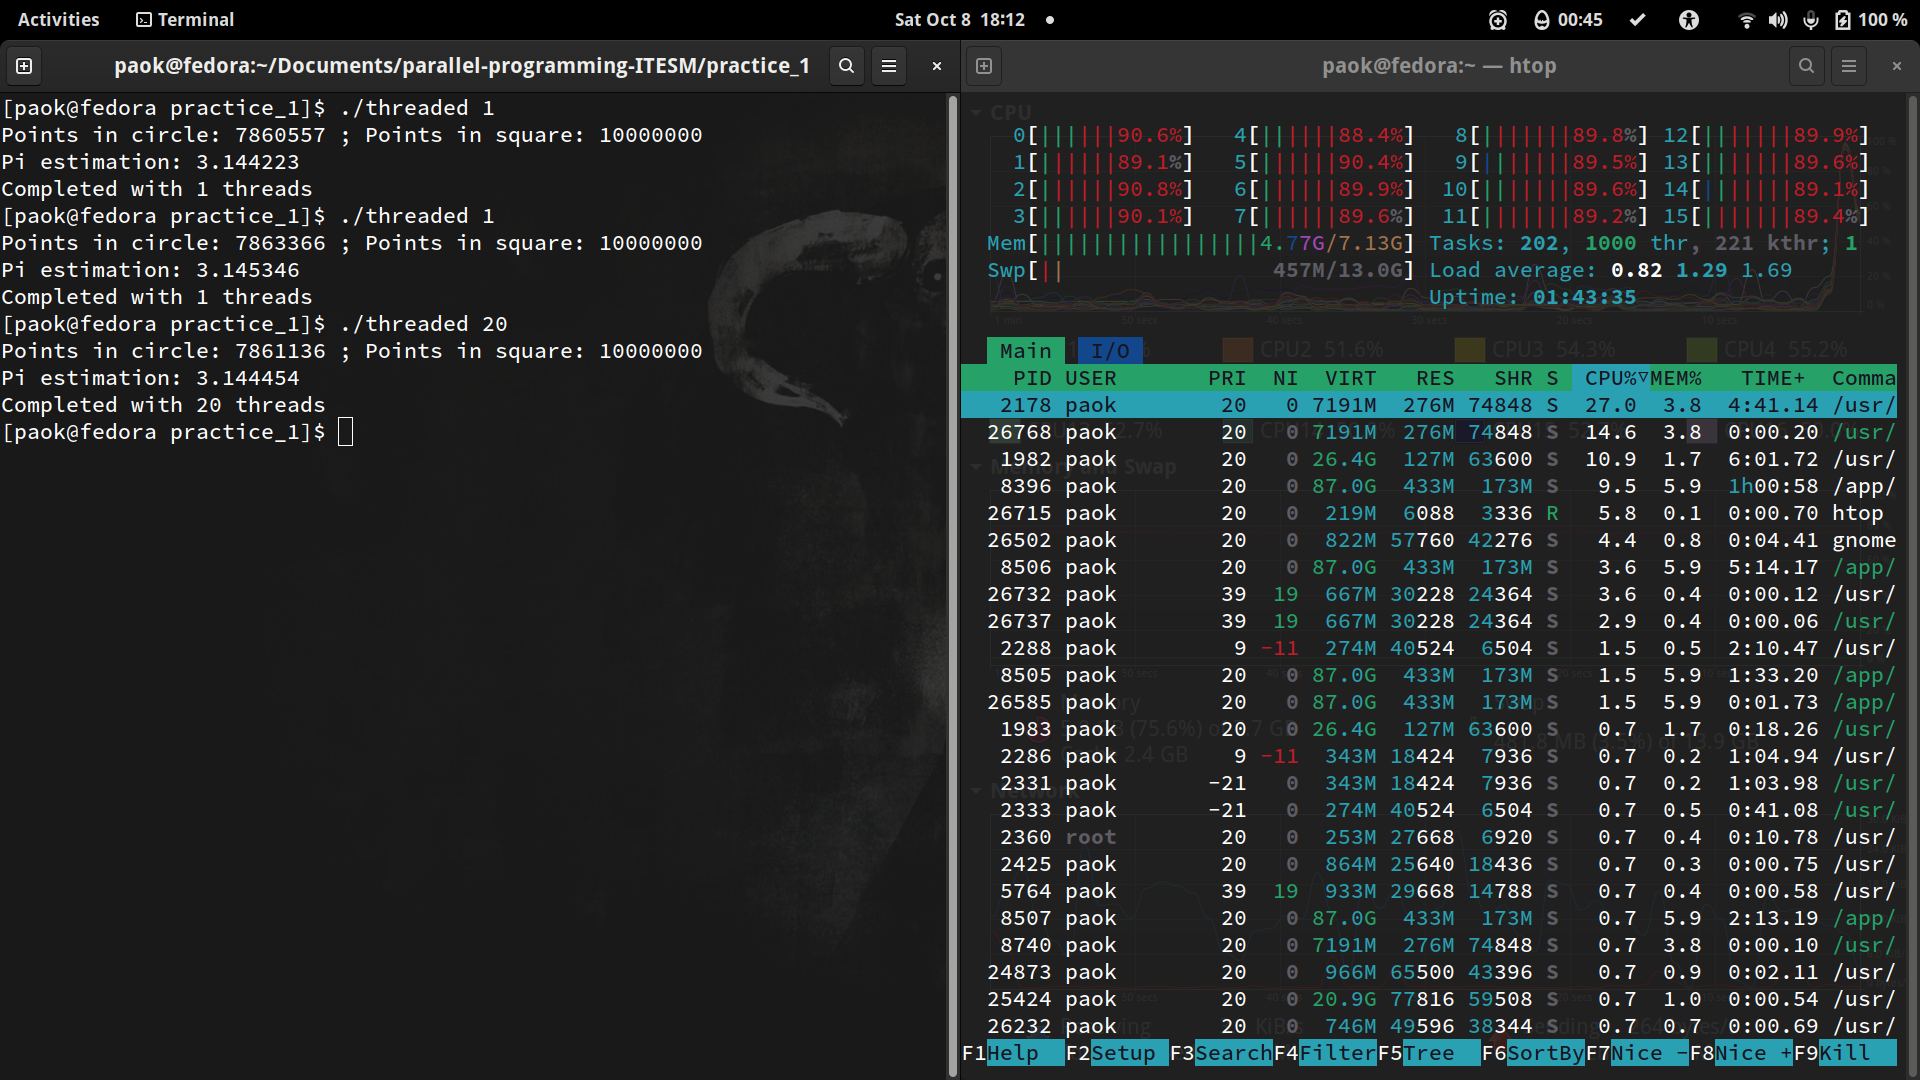 Activities Terminal Sat Oct 8 18:12 00:45 100 %
paok@fedora:~/Documents/parallel-programming-ITESM/practice_1
[paok@fedora practice_1]$ ./threaded 1
Points in circle: 7860557 ; Points in square: 10000000
Pi estimation: 3.144223
Completed with 1 threads
[paok@fedora practice_1]$ ./threaded 1
Points in circle: 7863366 ; Points in square: 10000000
Pi estimation: 3.145346
Completed with 1 threads
[paok@fedora practice_1]$ ./threaded 20
Points in circle: 7861136 ; Points in square: 10000000
Pi estimation: 3.144454
Completed with 20 threads
[paok@fedora practice_1]$
paok@fedora:~ — htop
CPU
0[||||||90.6%] 4[||||||88.4%] 8[|||||||89.8%] 12[|||||||89.9%]
1[||||||89.1%] 5[||||||90.4%] 9[|||||||89.5%] 13[|||||||89.6%]
2[||||||90.8%] 6[||||||89.9%] 10[|||||||89.6%] 14[|||||||89.1%]
3[||||||90.1%] 7[||||||89.6%] 11[|||||||89.2%] 15[|||||||89.4%]
Mem[|||||||||||||||||4.77G/7.13G] Tasks: 202, 1000 thr, 221 kthr; 1
Swp[|| 457M/13.0G] Load average: 0.82 1.29 1.69
Uptime: 01:43:35
Main I/O
CPU2 51.6% CPU3 54.3% CPU4 55.2%
PID USER PRI NI VIRT RES SHR S CPU%▽MEM% TIME+ Comma
2178 paok 20 0 7191M 276M 74848 S 27.0 3.8 4:41.14 /usr/
26768 paok 20 0 7191M 276M 74848 S 14.6 3.8 0:00.20 /usr/
1982 paok 20 0 26.4G 127M 63600 S 10.9 1.7 6:01.72 /usr/
8396 paok 20 0 87.0G 433M 173M S 9.5 5.9 1h00:58 /app/
26715 paok 20 0 219M 6088 3336 R 5.8 0.1 0:00.70 htop
26502 paok 20 0 822M 57760 42276 S 4.4 0.8 0:04.41 gnome
8506 paok 20 0 87.0G 433M 173M S 3.6 5.9 5:14.17 /app/
26732 paok 39 19 667M 30228 24364 S 3.6 0.4 0:00.12 /usr/
26737 paok 39 19 667M 30228 24364 S 2.9 0.4 0:00.06 /usr/
2288 paok 9 -11 274M 40524 6504 S 1.5 0.5 2:10.47 /usr/
8505 paok 20 0 87.0G 433M 173M S 1.5 5.9 1:33.20 /app/
26585 paok 20 0 87.0G 433M 173M S 1.5 5.9 0:01.73 /app/
1983 paok 20 0 26.4G 127M 63600 S 0.7 1.7 0:18.26 /usr/
2286 paok 9 -11 343M 18424 7936 S 0.7 0.2 1:04.94 /usr/
2331 paok -21 0 343M 18424 7936 S 0.7 0.2 1:03.98 /usr/
2333 paok -21 0 274M 40524 6504 S 0.7 0.5 0:41.08 /usr/
2360 root 20 0 253M 27668 6920 S 0.7 0.4 0:10.78 /usr/
2425 paok 20 0 864M 25640 18436 S 0.7 0.3 0:00.75 /usr/
5764 paok 39 19 933M 29668 14788 S 0.7 0.4 0:00.58 /usr/
8507 paok 20 0 87.0G 433M 173M S 0.7 5.9 2:13.19 /app/
8740 paok 20 0 7191M 276M 74848 S 0.7 3.8 0:00.10 /usr/
24873 paok 20 0 966M 65500 43396 S 0.7 0.9 0:02.11 /usr/
25424 paok 20 0 20.9G 77816 59508 S 0.7 1.0 0:00.54 /usr/
26232 paok 20 0 746M 49596 38344 S 0.7 0.7 0:00.69 /usr/
F1Help F2Setup F3SearchF4FilterF5Tree F6SortByF7Nice -F8Nice +F9Kill